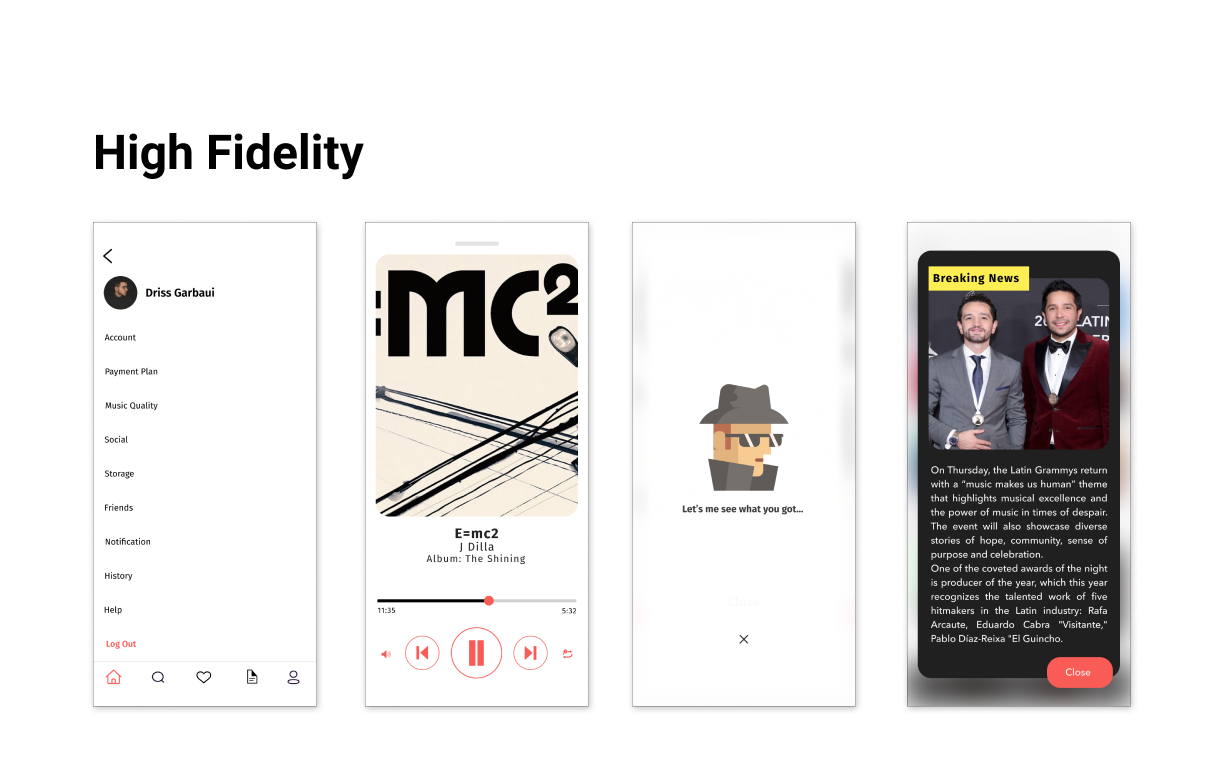 High Fidelity
Driss Garbaui
Account
Payment Plan
Music Quality
Social
Storage
Friends
Notification
History
Help
Log Out
=MC2
E=mc2
J Dilla
Album: The Shining
11:35
5:32
Let's me see what you got...
Close
Breaking News
On Thursday, the Latin Grammys return
with a “music makes us human” theme
that highlights musical excellence and
the power of music in times of despair.
The event will also showcase diverse
stories of hope, community, sense of
purpose and celebration.
One of the coveted awards of the night
is producer of the year, which this year
recognizes the talented work of five
hitmakers in the Latin industry: Rafa
Arcaute, Eduardo Cabra "Visitante,"
Pablo Díaz-Reixa "El Guincho.
Close